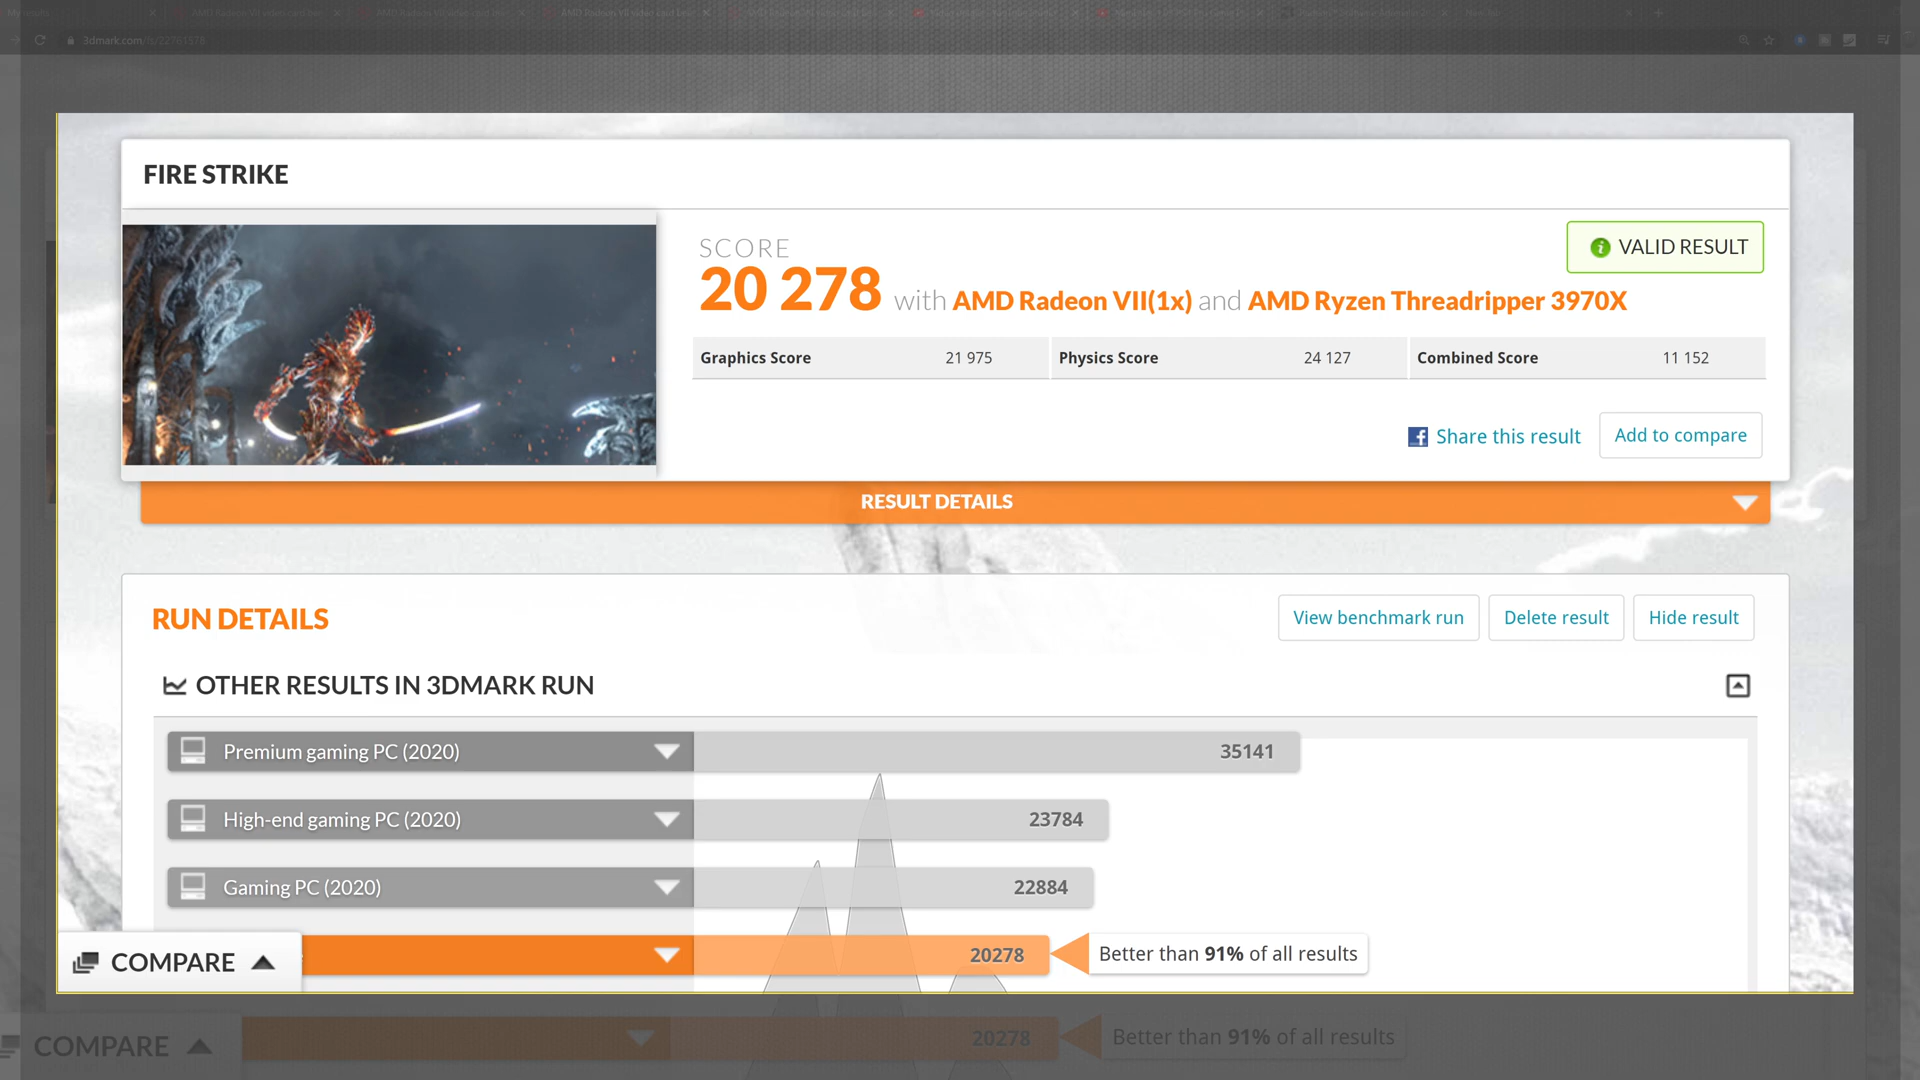 3dmark.com/
FIRE STRIKE
SCORE
VALID RESULT
20 278 with AMD Radeon VII(1x) and AMD Ryzen Threadripper 3970X
Graphics Score 21 975 Physics Score 24 127 Combined Score 11 152
Share this result Add to compare
RESULT DETAILS
RUN DETAILS View benchmark run Delete result Hide result
OTHER RESULTS IN 3DMARK RUN
Premium gaming PC (2020) 35141
High-end gaming PC (2020) 23784
Gaming PC (2020) 22884
COMPARE 20278 Better than 91% of all results
COMPARE 20278 Better than 91% of all results